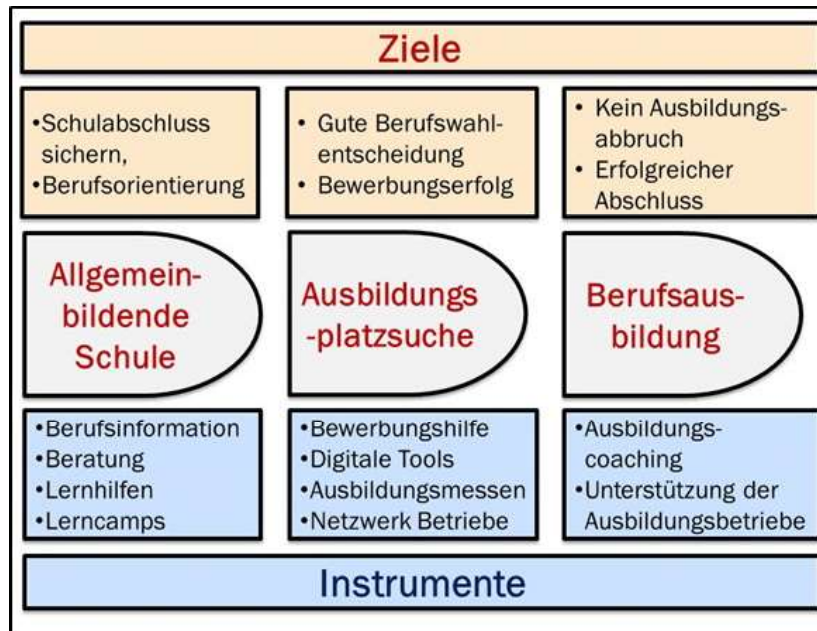 Ziele
•Schulabschluss
sichern,
•Berufsorientierung
• Gute Berufswahl-
entscheidung
• Bewerbungserfolg
• Kein Ausbildungs-
abbruch
• Erfolgreicher
Abschluss
Allgemein-
bildende
Schule
Ausbildungs
-platzsuche
Berufsaus-
bildung
•Berufsinformation
•Beratung
•Lernhilfen
•Lerncamps
•Bewerbungshilfe
•Digitale Tools
•Ausbildungsmessen
•Netzwerk Betriebe
•Ausbildungs-
coaching
•Unterstützung der
Ausbildungsbetriebe
Instrumente